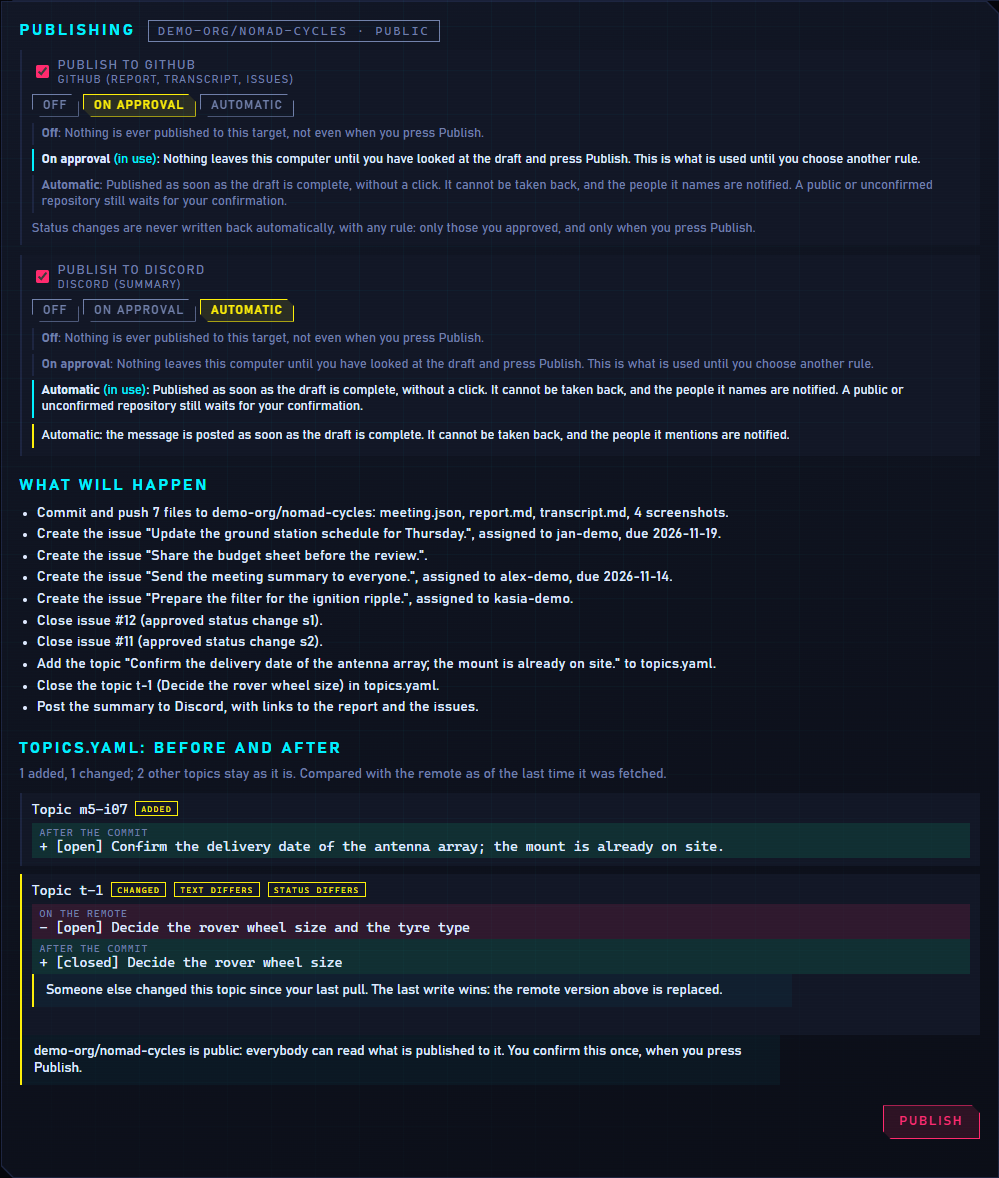 PUBLISHING
DEMO-ORG/NOMAD-CYCLES · PUBLIC
PUBLISH TO GITHUB
GITHUB (REPORT, TRANSCRIPT, ISSUES)
OFF ON APPROVAL AUTOMATIC
Off: Nothing is ever published to this target, not even when you press Publish.
On approval (in use): Nothing leaves this computer until you have looked at the draft and press Publish. This is what is used until you choose another rule.
Automatic: Published as soon as the draft is complete, without a click. It cannot be taken back, and the people it names are notified. A public or unconfirmed
repository still waits for your confirmation.
Status changes are never written back automatically, with any rule: only those you approved, and only when you press Publish.
PUBLISH TO DISCORD
DISCORD (SUMMARY)
OFF ON APPROVAL AUTOMATIC
Off: Nothing is ever published to this target, not even when you press Publish.
On approval: Nothing leaves this computer until you have looked at the draft and press Publish. This is what is used until you choose another rule.
Automatic (in use): Published as soon as the draft is complete, without a click. It cannot be taken back, and the people it names are notified. A public or
unconfirmed repository still waits for your confirmation.
Automatic: the message is posted as soon as the draft is complete. It cannot be taken back, and the people it mentions are notified.
WHAT WILL HAPPEN
• Commit and push 7 files to demo-org/nomad-cycles: meeting.json, report.md, transcript.md, 4 screenshots.
• Create the issue "Update the ground station schedule for Thursday.", assigned to jan-demo, due 2026-11-19.
• Create the issue "Share the budget sheet before the review.".
• Create the issue "Send the meeting summary to everyone.", assigned to alex-demo, due 2026-11-14.
• Create the issue "Prepare the filter for the ignition ripple.", assigned to kasia-demo.
• Close issue #12 (approved status change s1).
• Close issue #11 (approved status change s2).
• Add the topic "Confirm the delivery date of the antenna array; the mount is already on site." to topics.yaml.
• Close the topic t-1 (Decide the rover wheel size) in topics.yaml.
• Post the summary to Discord, with links to the report and the issues.
TOPICS.YAML: BEFORE AND AFTER
1 added, 1 changed; 2 other topics stay as it is. Compared with the remote as of the last time it was fetched.
Topic m5-i07 ADDED
AFTER THE COMMIT
+ [open] Confirm the delivery date of the antenna array; the mount is already on site.
Topic t-1 CHANGED TEXT DIFFERS STATUS DIFFERS
ON THE REMOTE
- [open] Decide the rover wheel size and the tyre type
AFTER THE COMMIT
+ [closed] Decide the rover wheel size
Someone else changed this topic since your last pull. The last write wins: the remote version above is replaced.
demo-org/nomad-cycles is public: everybody can read what is published to it. You confirm this once, when you press
Publish.
PUBLISH